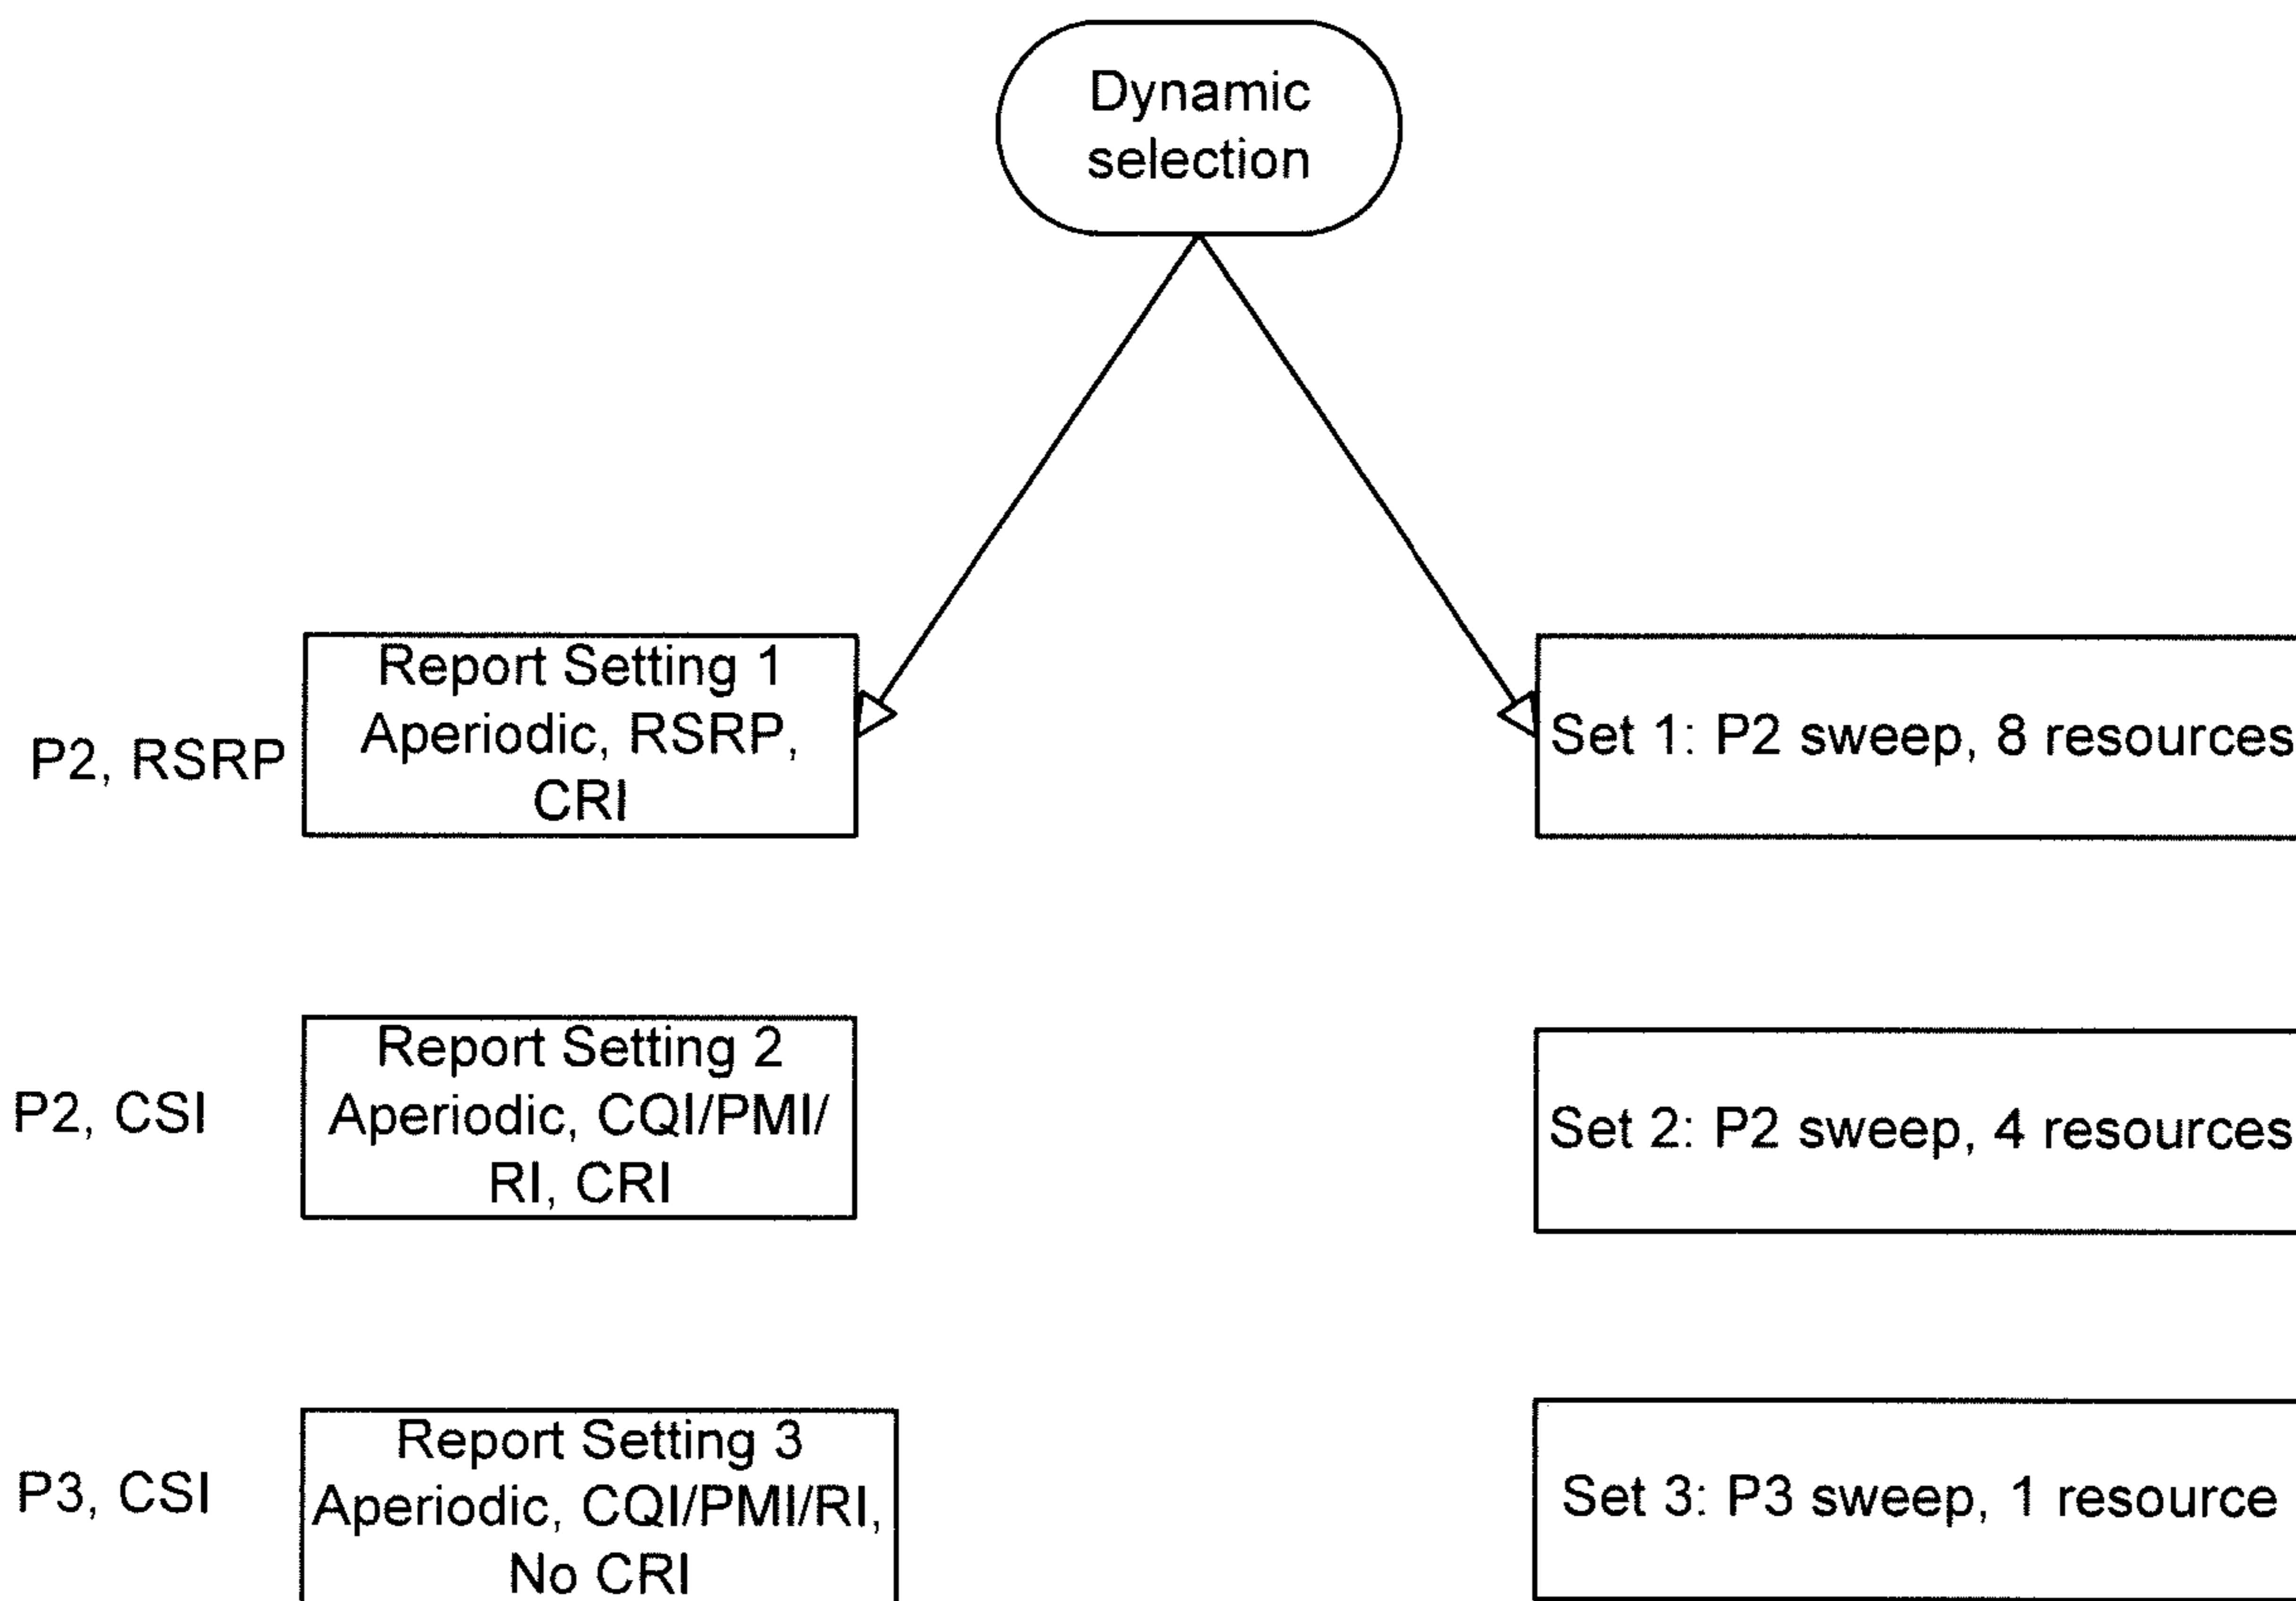 Dynamic
selection
P2, RSRP
Report Setting 1
Aperiodic, RSRP,
CRI
Set 1: P2 sweep, 8 resources
P2, CSI
Report Setting 2
Aperiodic, CQI/PMI/
RI, CRI
Set 2: P2 sweep, 4 resources
P3, CSI
Report Setting 3
Aperiodic, CQI/PMI/RI,
No CRI
Set 3: P3 sweep, 1 resource